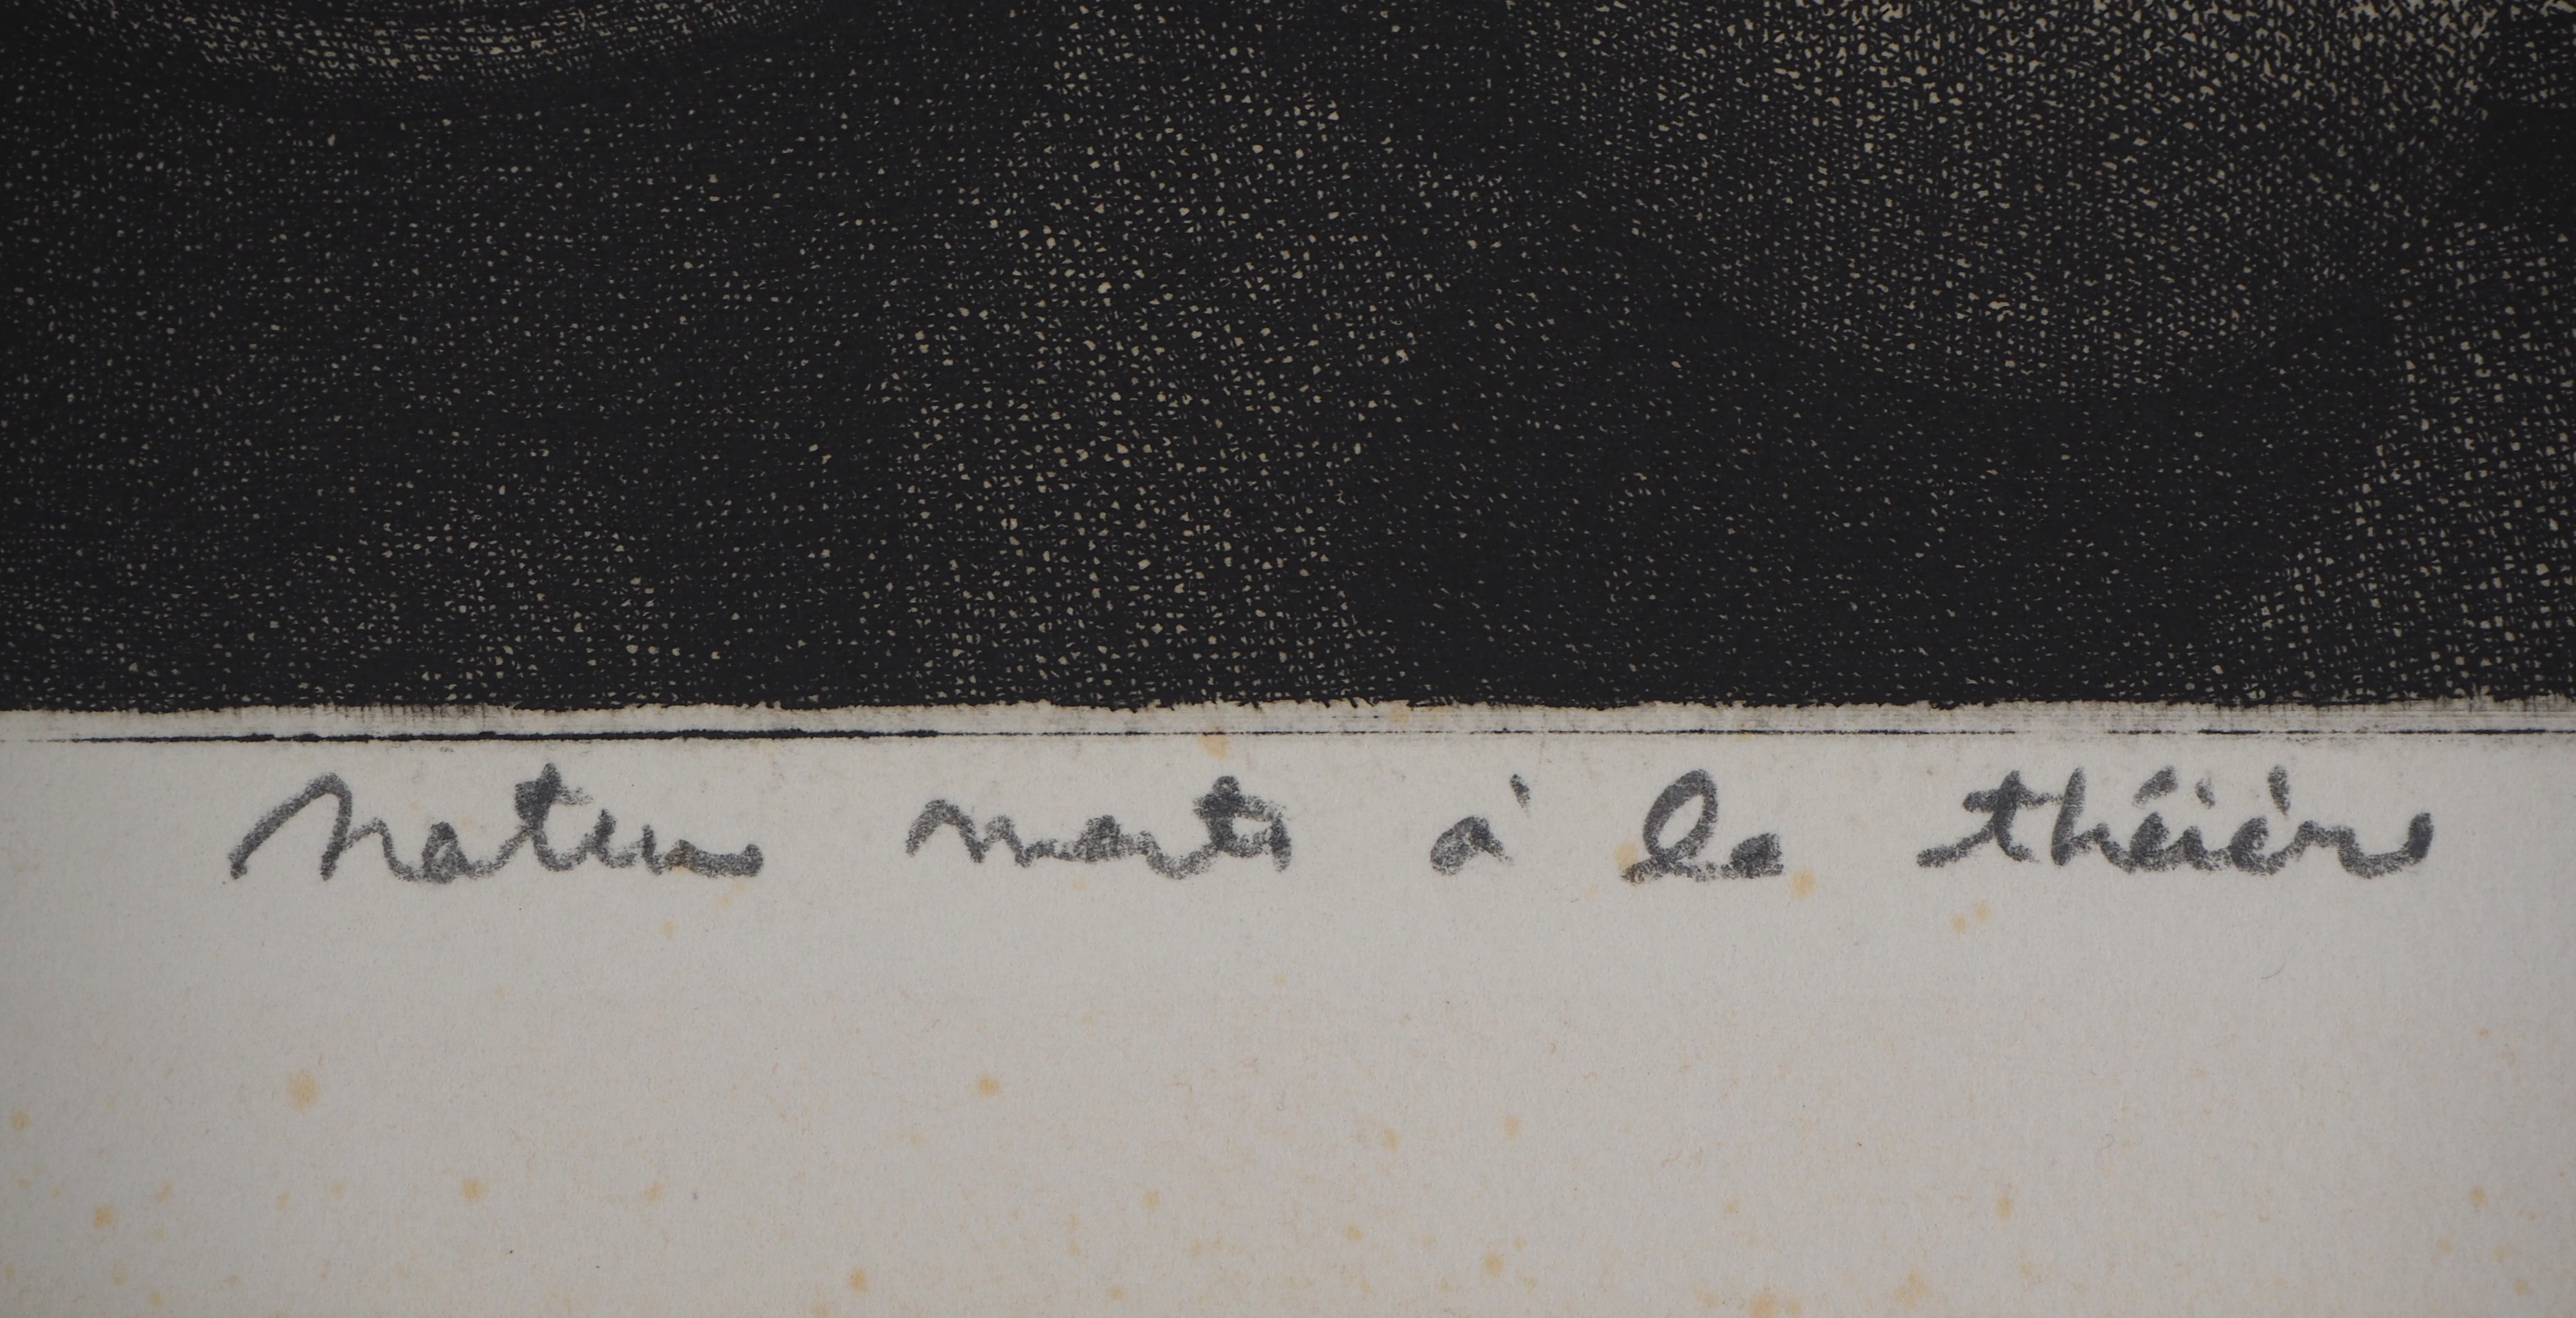 Nature morte à la théière